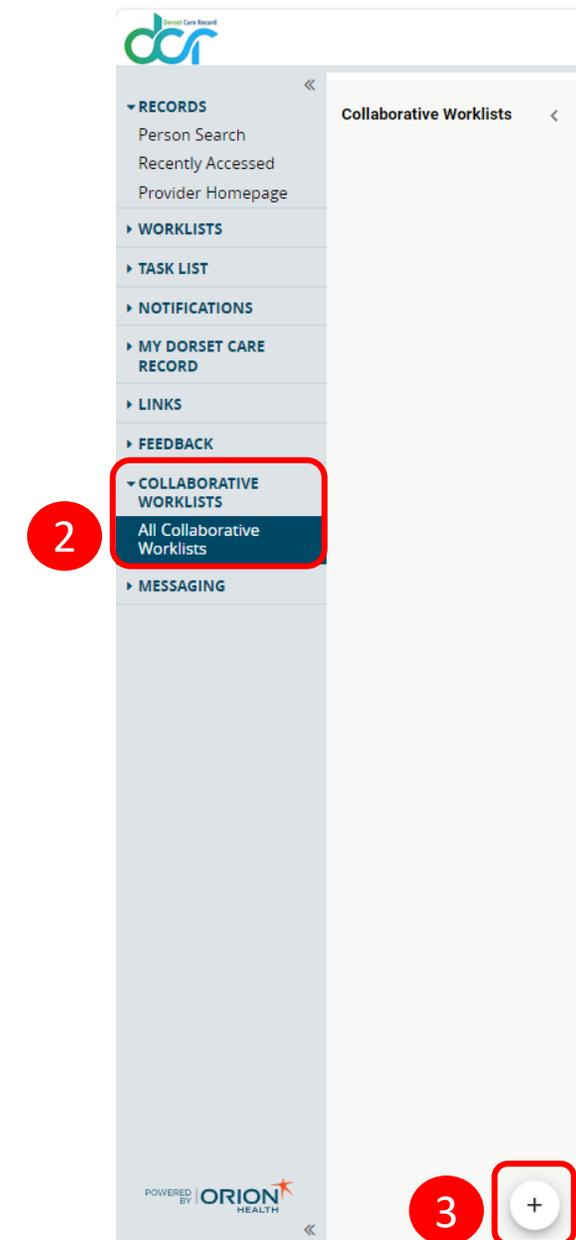 Dorset Care Record
dcr
«
RECORDS
Person Search
Recently Accessed
Provider Homepage
WORKLISTS
TASK LIST
NOTIFICATIONS
MY DORSET CARE
RECORD
LINKS
FEEDBACK
COLLABORATIVE
WORKLISTS
All Collaborative
Worklists
MESSAGING
Collaborative Worklists <
2
POWERED
BY | ORION
HEALTH
«
3
+